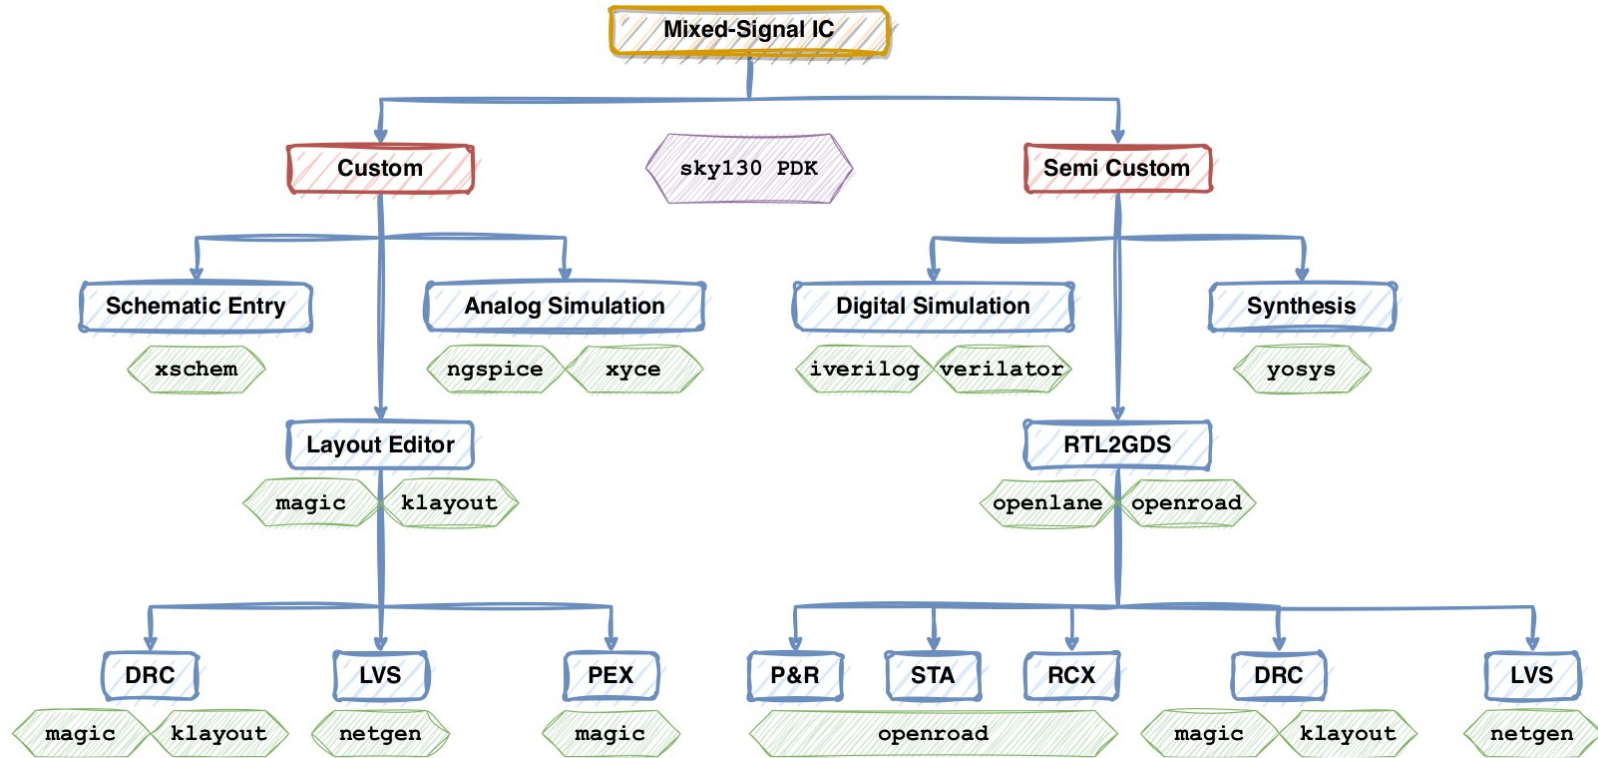 Mixed-Signal IC
Custom
sky130 PDK
Semi Custom
Schematic Entry
Analog Simulation
Digital Simulation
Synthesis
xschem
ngspice
xyce
iverilog
verilator
yosys
Layout Editor
RTL2GDS
magic
klayout
openlane
openroad
DRC
LVS
PEX
P&R
STA
RCX
DRC
LVS
magic
klayout
netgen
magic
openroad
magic
klayout
netgen